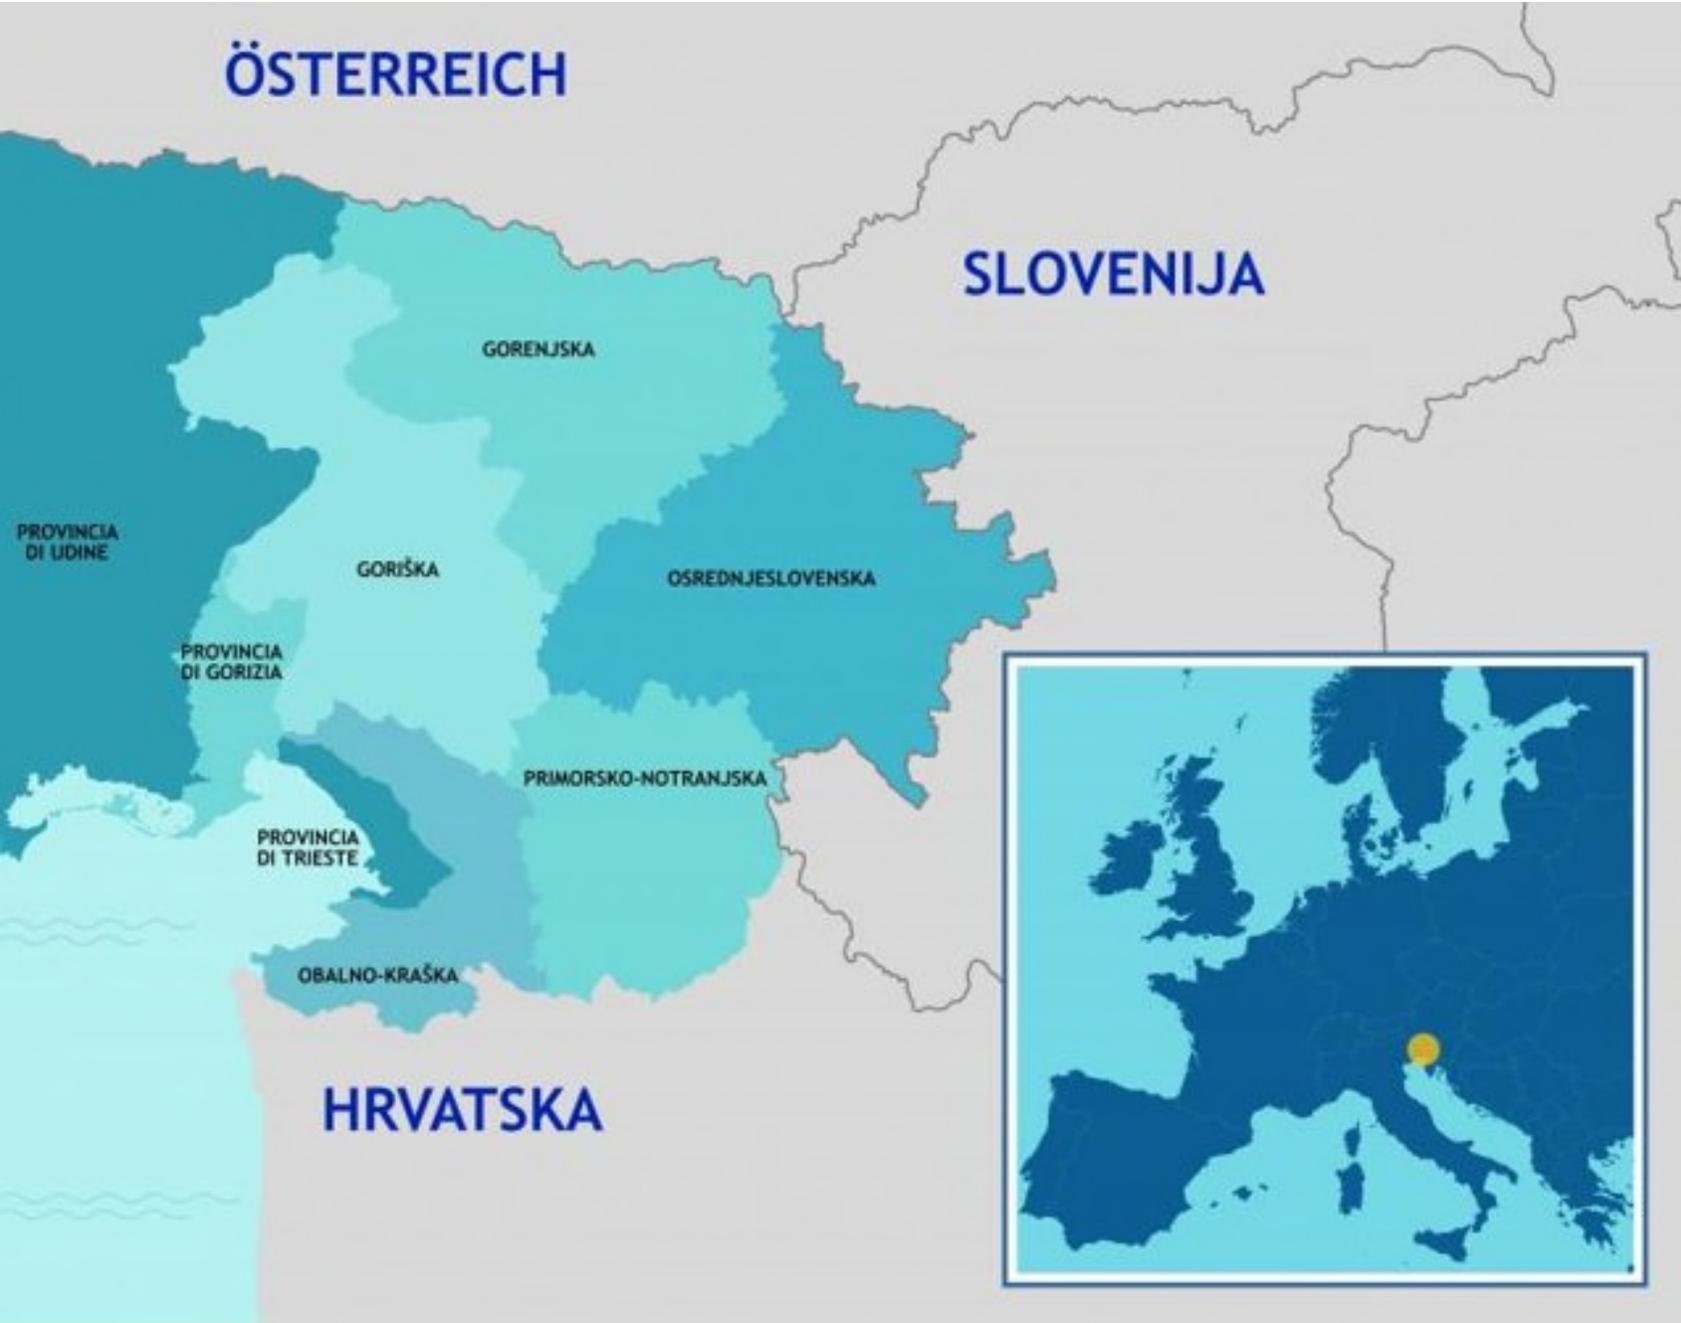 ÖSTERREICH
SLOVENIJA
GORENJSKA
PROVINCIA
DI UDINE
GORIŠKA
OSREDNJESLOVENSKA
PROVINCIA
DI GORIZIA
PRIMORSKO-NOTRANJSKA
PROVINCIA
DI TRIESTE
OBALNO-KRAŠKA
HRVATSKA